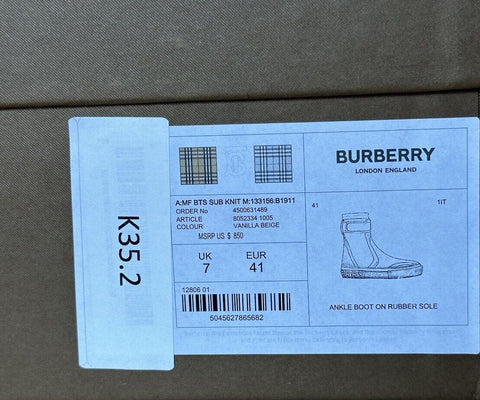 K35.2
BURBERRY
LONDON ENGLAND
A:MF BTS SUB KNIT M:133156:B1911
ORDER No 4500631489
ARTICLE 8052334 1005
COLOUR VANILLA BEIGE
MSRP US $ 850
UK EUR
7 41
12806 01
5045627865682
41 1IT
ANKLE BOOT ON RUBBER SOLE